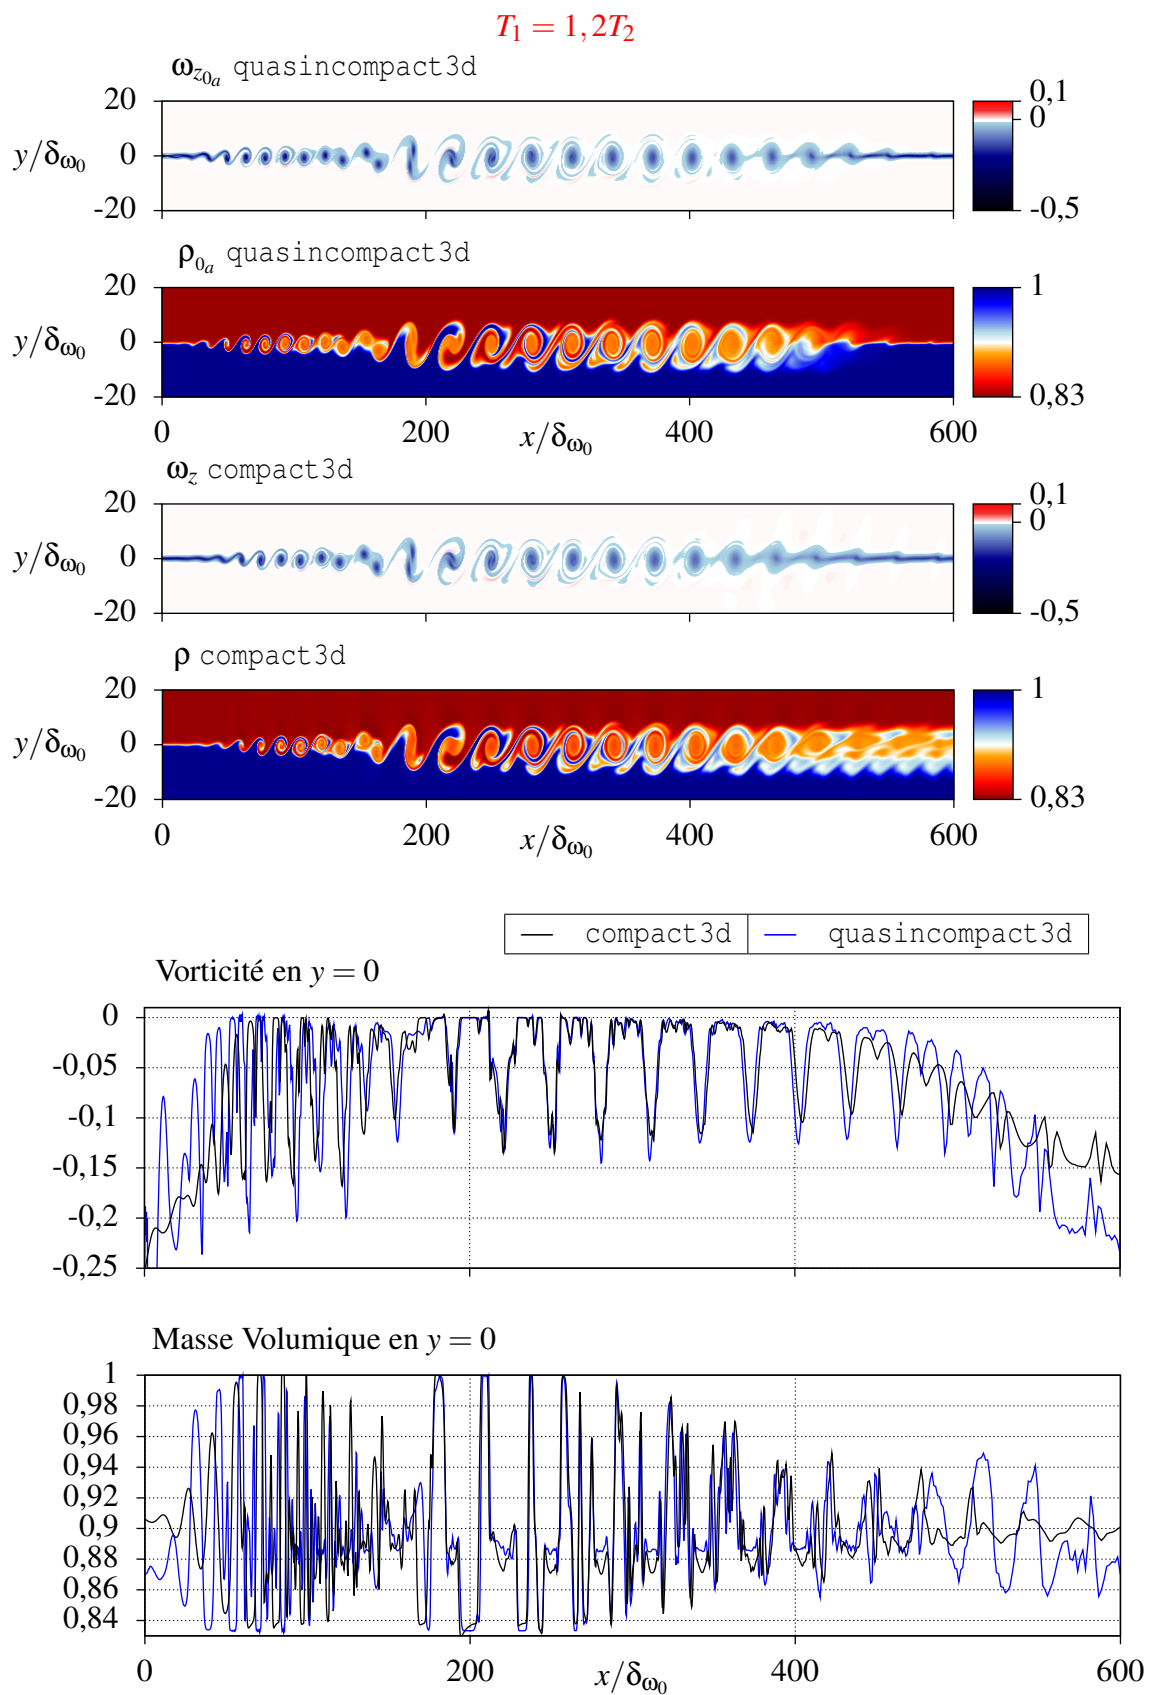 T₁ = 1, 2T₂
ω_{z_{0_a}} quasincompact3d
20
y/δ_{ω₀} 0
-20
0,1
0
-0,5
ρ_{0_a} quasincompact3d
20
y/δ_{ω₀} 0
-20
1
0,83
0 200 x/δ_{ω₀} 400 600
ω_z compact3d
20
y/δ_{ω₀} 0
-20
0,1
0
-0,5
ρ compact3d
20
y/δ_{ω₀} 0
-20
1
0,83
0 200 x/δ_{ω₀} 400 600
compact3d quasincompact3d
Vorticité en y = 0
0
-0,05
-0,1
-0,15
-0,2
-0,25
Masse Volumique en y = 0
1
0,98
0,96
0,94
0,92
0,9
0,88
0,86
0,84
0 200 x/δ_{ω₀} 400 600